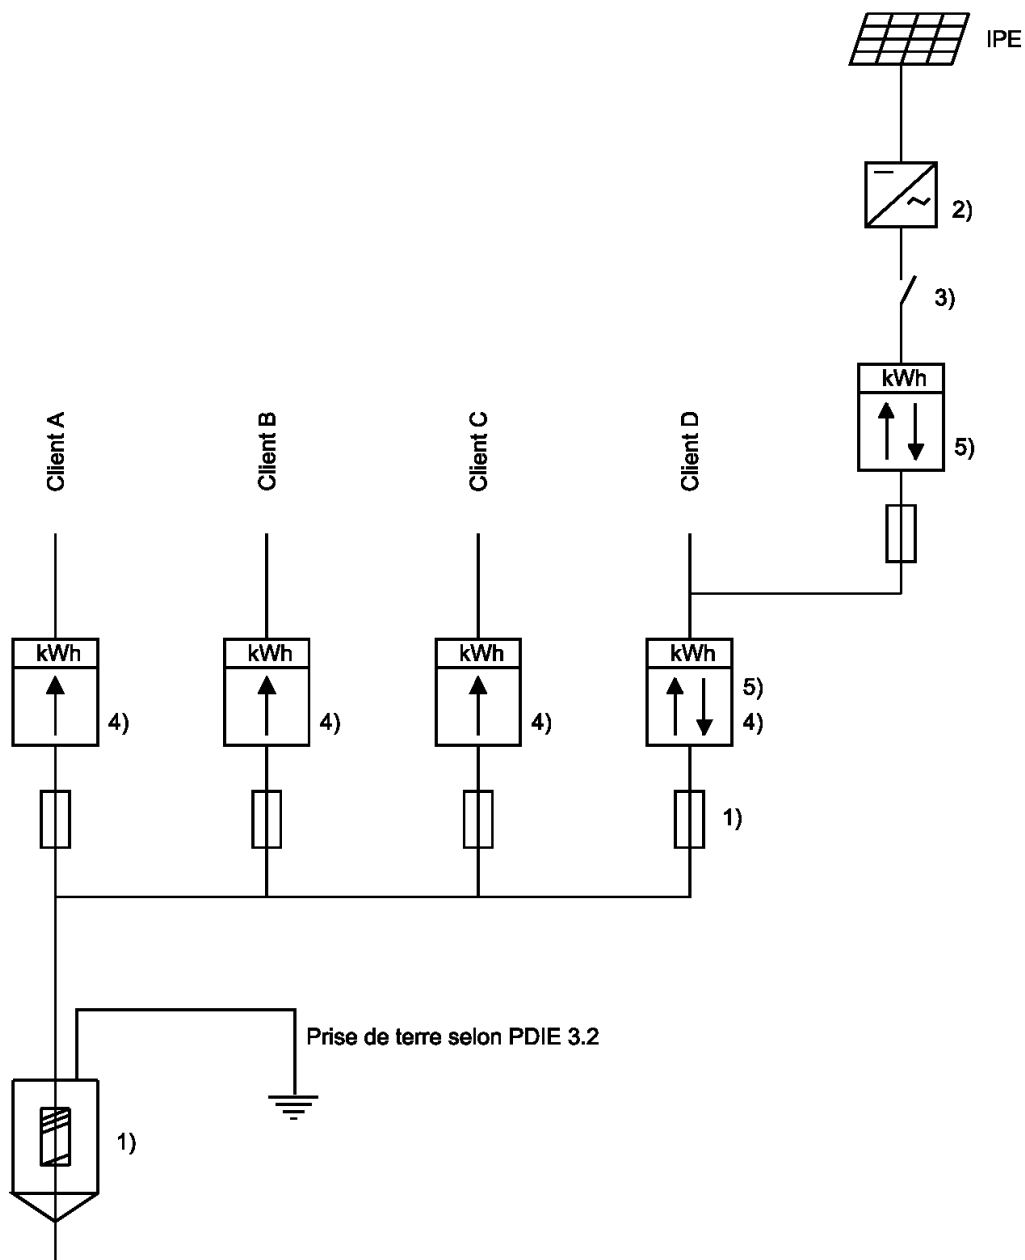 IPE
2)
3)
kWh
5)
Client A
Client B
Client C
Client D
kWh
4)
kWh
4)
kWh
4)
kWh
5)
4)
1)
Prise de terre selon PDIE 3.2
1)